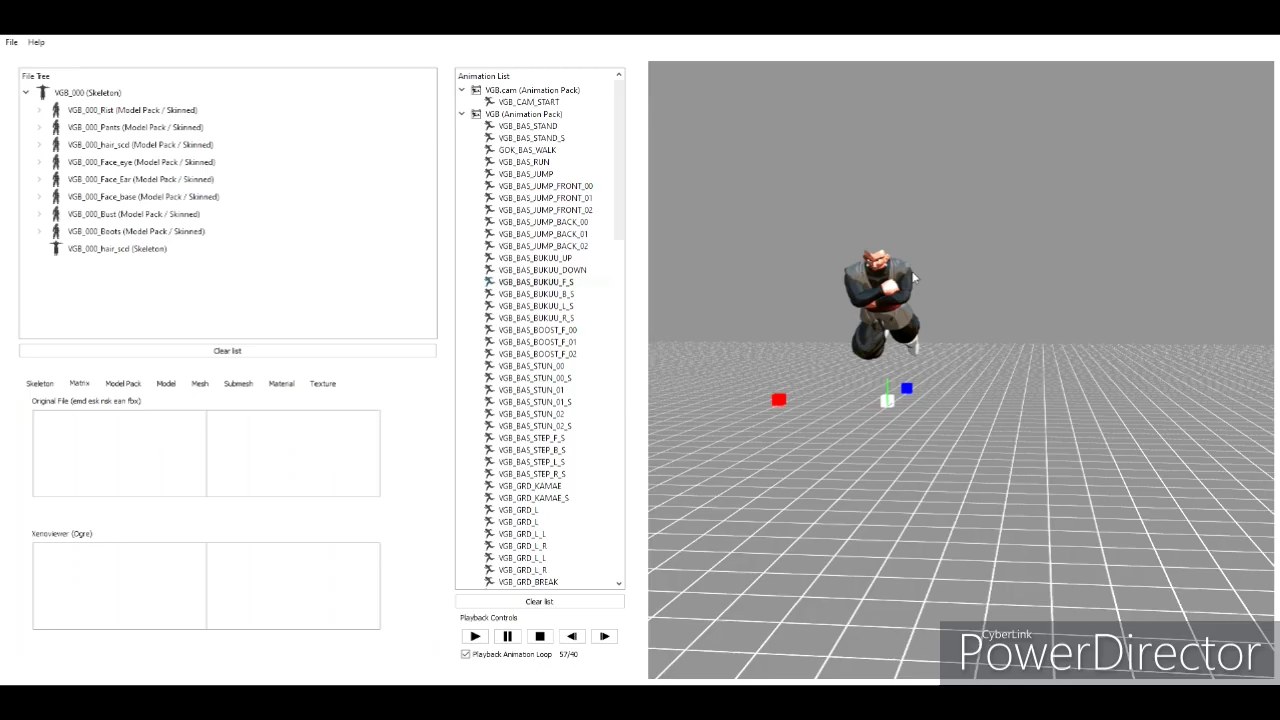 File Help
File Tree
VGB_000 (Skeleton)
VGB_000_Rist (Model Pack / Skinned)
VGB_000_Pants (Model Pack / Skinned)
VGB_000_hair_scd (Model Pack / Skinned)
VGB_000_Face_eye (Model Pack / Skinned)
VGB_000_Face_Ear (Model Pack / Skinned)
VGB_000_Face_base (Model Pack / Skinned)
VGB_000_Bust (Model Pack / Skinned)
VGB_000_Boots (Model Pack / Skinned)
VGB_000_hair_scd (Skeleton)
Clear list
Skeleton Matrix Model Pack Model Mesh Submesh Material Texture
Original File (emd esk nsk ean fbx):
Xenoviewer (Ogre)
Animation List
VGB.cam (Animation Pack)
VGB_CAM_START
VGB (Animation Pack)
VGB_BAS_STAND
VGB_BAS_STAND_S
GOK_BAS_WALK
VGB_BAS_RUN
VGB_BAS_JUMP
VGB_BAS_JUMP_FRONT_00
VGB_BAS_JUMP_FRONT_01
VGB_BAS_JUMP_FRONT_02
VGB_BAS_JUMP_BACK_00
VGB_BAS_JUMP_BACK_01
VGB_BAS_JUMP_BACK_02
VGB_BAS_BUKUU_UP
VGB_BAS_BUKUU_DOWN
VGB_BAS_BUKUU_F_S
VGB_BAS_BUKUU_B_S
VGB_BAS_BUKUU_L_S
VGB_BAS_BUKUU_R_S
VGB_BAS_BOOST_F_00
VGB_BAS_BOOST_F_01
VGB_BAS_BOOST_F_02
VGB_BAS_STUN_00
VGB_BAS_STUN_00_S
VGB_BAS_STUN_01
VGB_BAS_STUN_01_S
VGB_BAS_STUN_02
VGB_BAS_STUN_02_S
VGB_BAS_STEP_F_S
VGB_BAS_STEP_B_S
VGB_BAS_STEP_L_S
VGB_BAS_STEP_R_S
VGB_GRD_KAMAE
VGB_GRD_KAMAE_S
VGB_GRD_L
VGB_GRD_L
VGB_GRD_L_L
VGB_GRD_L_R
VGB_GRD_L_L
VGB_GRD_L_R
VGB_GRD_BREAK
Clear list
Playback Controls
Playback Animation Loop 57/40
CyberLink
PowerDirector